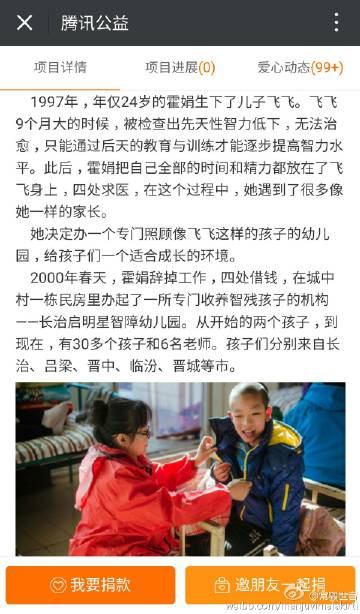 腾讯公益
项目详情 项目进展(0) 爱心动态(99+)
1997年，年仅24岁的霍娟生下了儿子飞飞。飞飞
9个月大的时候，被检查出先天性智力低下，无法治
愈，只能通过后天的教育与训练才能逐步提高智力水
平。此后，霍娟把自己全部的时间和精力都放在了飞
飞身上，四处求医，在这个过程中，她遇到了很多像
她一样的家长。
她决定办一个专门照顾像飞飞这样的孩子的幼儿
园，给孩子们一个适合成长的环境。
2000年春天，霍娟辞掉工作，四处借钱，在城中
村一栋民房里办起了一所专门收养智残孩子的机构
——长治启明星智障幼儿园。从开始的两个孩子，到
现在，有30多个孩子和6名老师。孩子们分别来自长
治、吕梁、晋中、临汾、晋城等市。
我要捐款 邀朋友一起捐